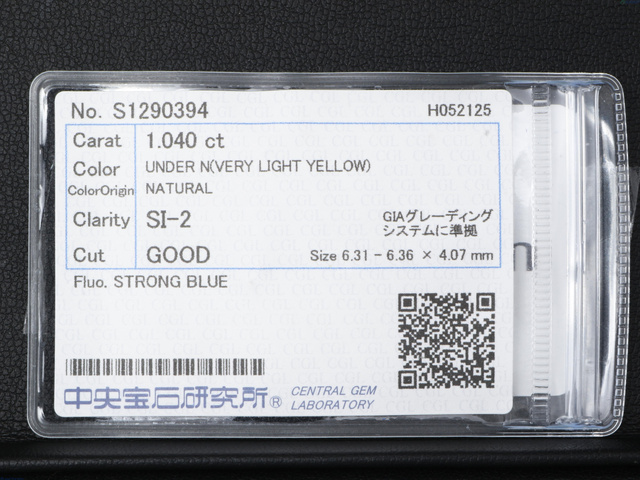 No. S1290394 H052125
Carat 1.040 ct
Color UNDER N(VERY LIGHT YELLOW)
ColorOrigin NATURAL
Clarity SI-2 GIAグレーディング
システムに準拠
Cut GOOD Size 6.31 - 6.36 × 4.07 mm
Fluo. STRONG BLUE
中央宝石研究所® CENTRAL GEM
LABORATORY